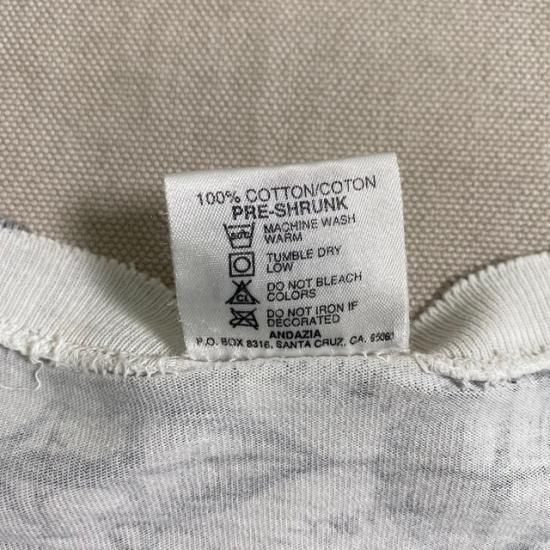 100% COTTON/COTON
PRE-SHRUNK
MACHINE WASH
WARM
TUMBLE DRY
LOW
DO NOT BLEACH
CL COLORS
DO NOT IRON IF
DECORATED
ANDAZIA
P.O. BOX 8316, SANTA CRUZ, CA. 95060